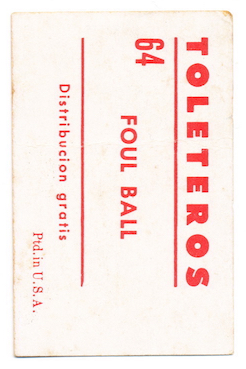 TOLETEROS
64
FOUL BALL
Distribucion gratis
Ptd. in U. S. A.